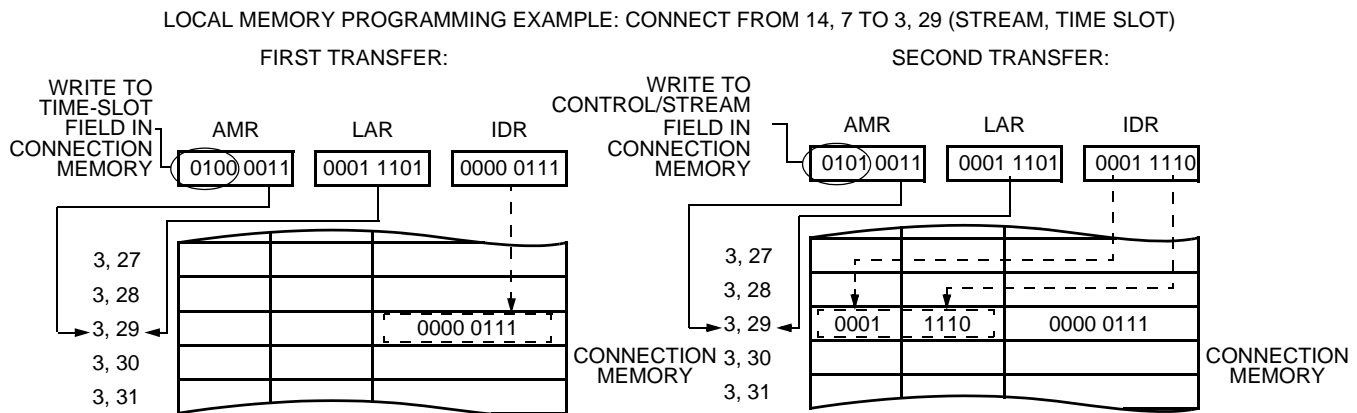 LOCAL MEMORY PROGRAMMING EXAMPLE: CONNECT FROM 14, 7 TO 3, 29 (STREAM, TIME SLOT)
FIRST TRANSFER:
WRITE TO
TIME-SLOT
FIELD IN
CONNECTION
MEMORY
AMR LAR IDR
0100 0011 0001 1101 0000 0111
3, 27
3, 28
3, 29 0000 0111
3, 30
3, 31
CONNECTION
MEMORY
SECOND TRANSFER:
WRITE TO
CONTROL/STREAM
FIELD IN
CONNECTION
MEMORY
AMR LAR IDR
0101 0011 0001 1101 0001 1110
3, 27
3, 28
3, 29 0001 1110 0000 0111
3, 30
3, 31
CONNECTION
MEMORY